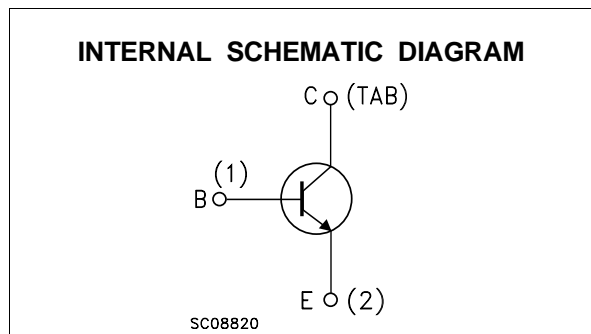 INTERNAL SCHEMATIC DIAGRAM
C (TAB)
(1)
B
E (2)
SC08820